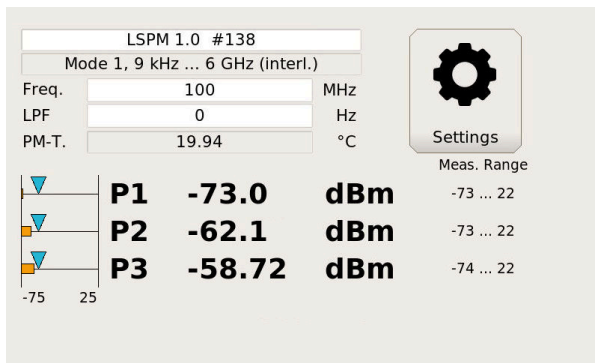 LSPM 1.0 #138
Mode 1, 9 kHz ... 6 GHz (interl.)
Freq. 100 MHz
LPF 0 Hz
PM-T. 19.94 °C
Settings
Meas. Range
P1 -73.0 dBm -73 ... 22
P2 -62.1 dBm -73 ... 22
P3 -58.72 dBm -74 ... 22
-75 25